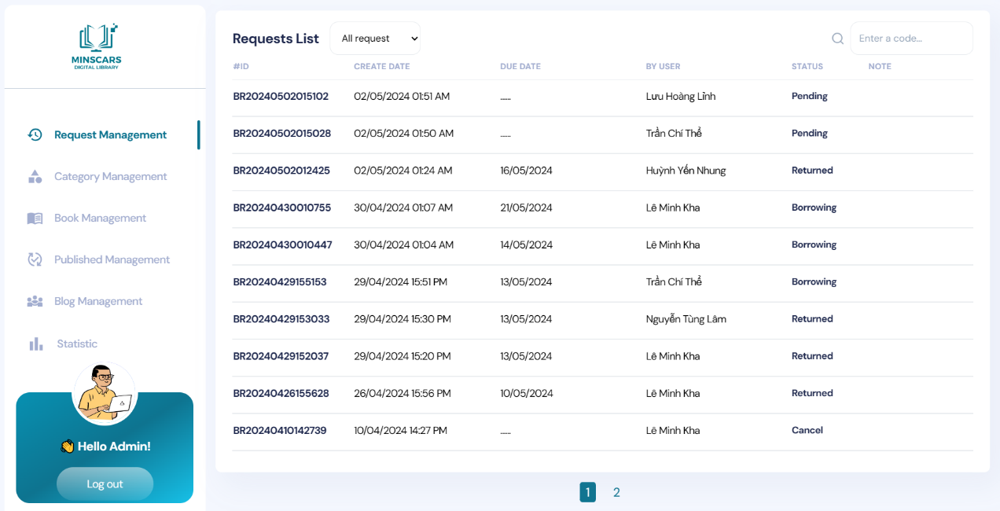 MINSCARS
DIGITAL LIBRARY
Request Management
Category Management
Book Management
Published Management
Blog Management
Statistic
👋 Hello Admin!
Log out
Requests List All request Enter a code...
#ID CREATE DATE DUE DATE BY USER STATUS NOTE
BR20240502015102 02/05/2024 01:51 AM ...... Lưu Hoàng Lĩnh Pending
BR20240502015028 02/05/2024 01:50 AM ...... Trần Chí Thể Pending
BR20240502012425 02/05/2024 01:24 AM 16/05/2024 Huỳnh Yến Nhung Returned
BR20240430010755 30/04/2024 01:07 AM 21/05/2024 Lê Minh Kha Borrowing
BR20240430010447 30/04/2024 01:04 AM 14/05/2024 Lê Minh Kha Borrowing
BR20240429155153 29/04/2024 15:51 PM 13/05/2024 Trần Chí Thể Borrowing
BR20240429153033 29/04/2024 15:30 PM 13/05/2024 Nguyễn Tùng Lâm Returned
BR20240429152037 29/04/2024 15:20 PM 13/05/2024 Lê Minh Kha Returned
BR20240426155628 26/04/2024 15:56 PM 10/05/2024 Lê Minh Kha Returned
BR20240410142739 10/04/2024 14:27 PM ...... Lê Minh Kha Cancel
1 2